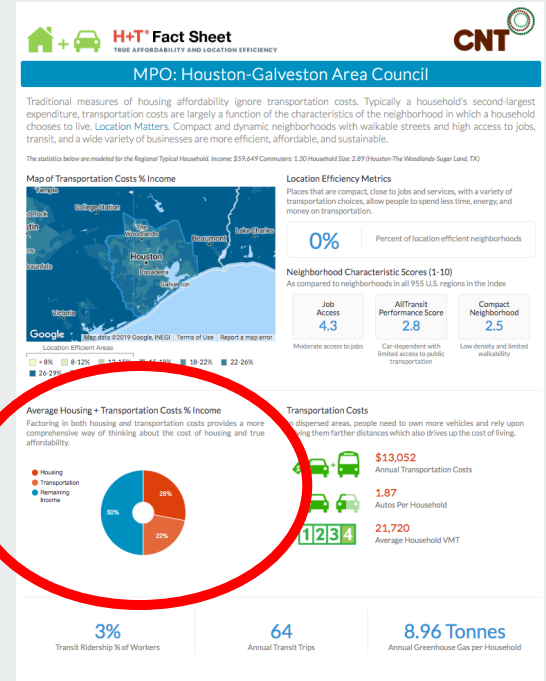 H+T® Fact Sheet
TRUE AFFORDABILITY AND LOCATION EFFICIENCY
CNT
MPO: Houston-Galveston Area Council
Traditional measures of housing affordability ignore transportation costs. Typically a household's second-largest
expenditure, transportation costs are largely a function of the characteristics of the neighborhood in which a household
chooses to live. Location Matters. Compact and dynamic neighborhoods with walkable streets and high access to jobs,
transit, and a wide variety of businesses are more efficient, affordable, and sustainable.
The statistics below are modeled for the Regional Typical Household. Income: $59,649 Commuters: 1.30 Household Size: 2.89 (Houston-The Woodlands-Sugar Land, TX)
Map of Transportation Costs % Income
Temple
College Station
d Rock
tin
The
Woodlands
Beaumont
Lake Charles
os
Houston
Pasadena
raunfels
Galveston
Victoria
Google
Map data ©2019 Google, INEGI
Terms of Use
Report a map error
Location Efficient Areas
< 8%
8-12%
12-15%
15-18%
18-22%
22-26%
26-29%
Location Efficiency Metrics
Places that are compact, close to jobs and services, with a variety of
transportation choices, allow people to spend less time, energy, and
money on transportation.
0%
Percent of location efficient neighborhoods
Neighborhood Characteristic Scores (1-10)
As compared to neighborhoods in all 955 U.S. regions in the Index
Job
Access
4.3
Moderate access to jobs
AllTransit
Performance Score
2.8
Car-dependent with
limited access to public
transportation
Compact
Neighborhood
2.5
Low density and limited
walkability
Average Housing + Transportation Costs % Income
Factoring in both housing and transportation costs provides a more
comprehensive way of thinking about the cost of housing and true
affordability.
Housing
Transportation
Remaining
Income
28%
50%
22%
Transportation Costs
In dispersed areas, people need to own more vehicles and rely upon
driving them farther distances which also drives up the cost of living.
$
+
$13,052
Annual Transportation Costs
1.87
Autos Per Household
1 2 3 4
21,720
Average Household VMT
3%
Transit Ridership % of Workers
64
Annual Transit Trips
8.96 Tonnes
Annual Greenhouse Gas per Household